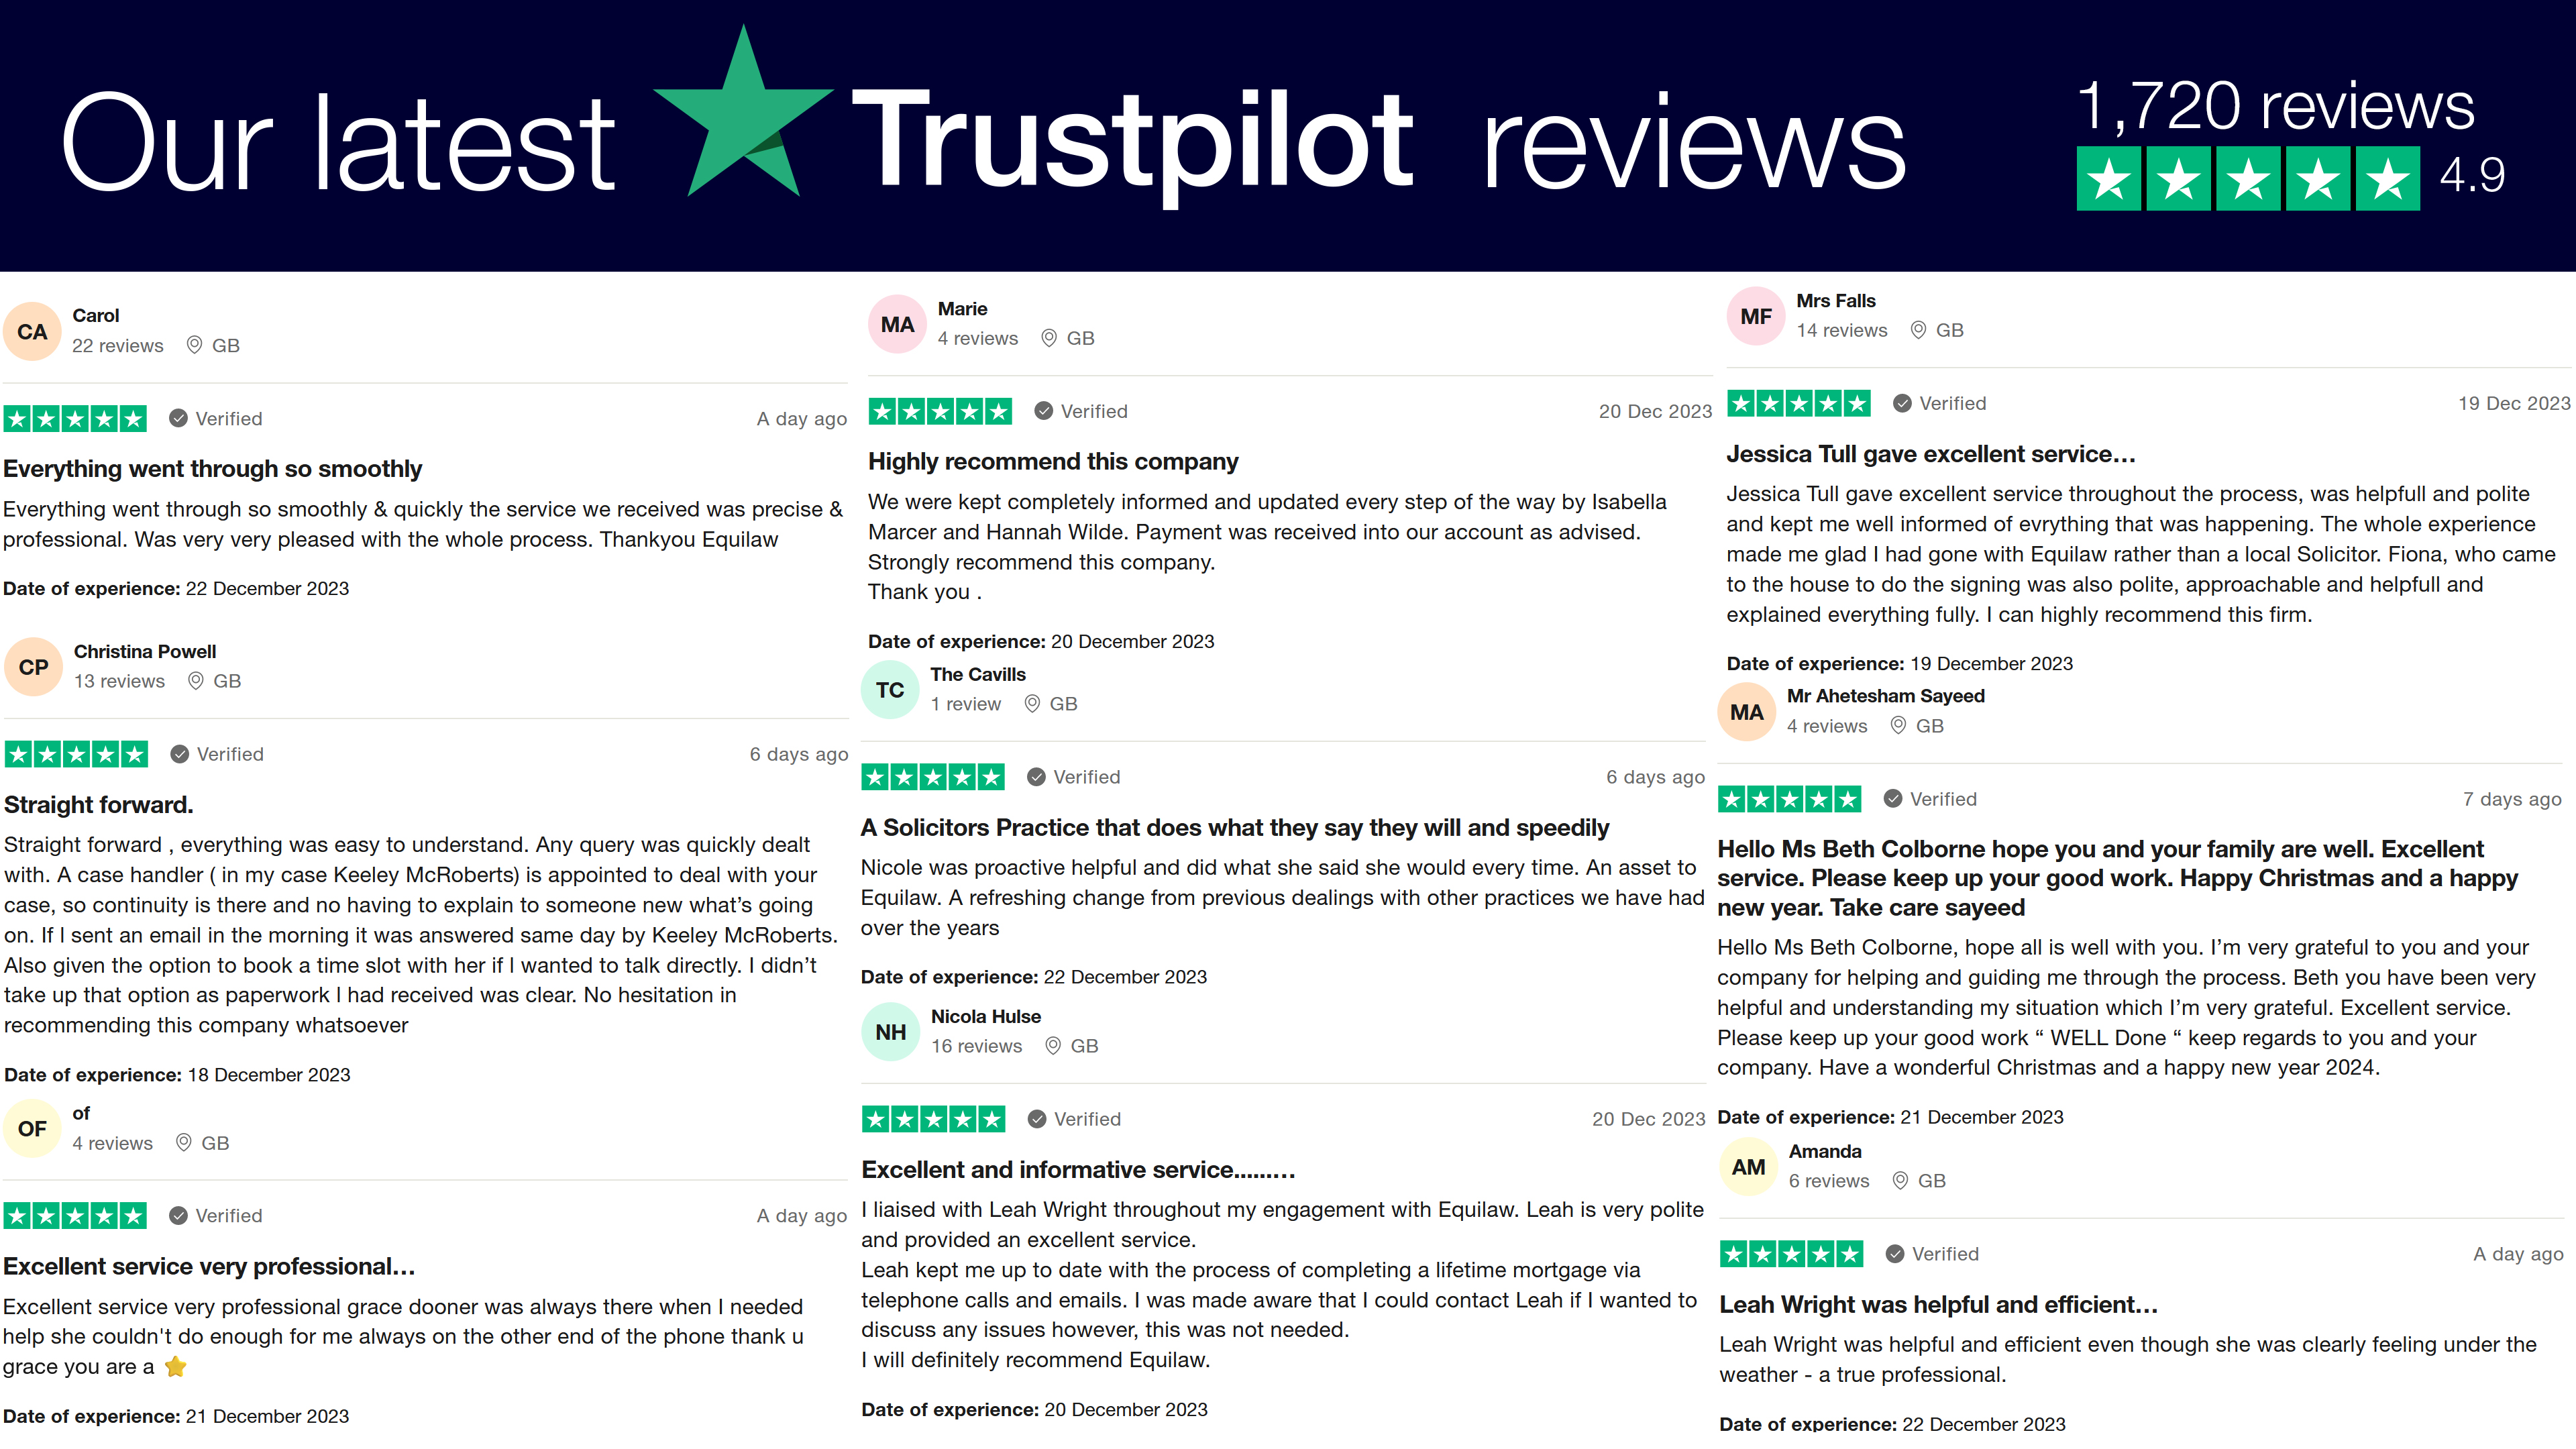 Our latest Trustpilot reviews
1,720 reviews
4.9
CA
Carol
22 reviews GB
Verified A day ago
Everything went through so smoothly
Everything went through so smoothly & quickly the service we received was precise &
professional. Was very very pleased with the whole process. Thankyou Equilaw
Date of experience: 22 December 2023
CP
Christina Powell
13 reviews GB
Verified 6 days ago
Straight forward.
Straight forward , everything was easy to understand. Any query was quickly dealt
with. A case handler ( in my case Keeley McRoberts) is appointed to deal with your
case, so continuity is there and no having to explain to someone new what’s going
on. If I sent an email in the morning it was answered same day by Keeley McRoberts.
Also given the option to book a time slot with her if I wanted to talk directly. I didn’t
take up that option as paperwork I had received was clear. No hesitation in
recommending this company whatsoever
Date of experience: 18 December 2023
OF
of
4 reviews GB
Verified A day ago
Excellent service very professional…
Excellent service very professional grace dooner was always there when I needed
help she couldn't do enough for me always on the other end of the phone thank u
grace you are a ⭐
Date of experience: 21 December 2023
MA
Marie
4 reviews GB
Verified 20 Dec 2023
Highly recommend this company
We were kept completely informed and updated every step of the way by Isabella
Marcer and Hannah Wilde. Payment was received into our account as advised.
Strongly recommend this company.
Thank you .
Date of experience: 20 December 2023
TC
The Cavills
1 review GB
Verified 6 days ago
A Solicitors Practice that does what they say they will and speedily
Nicole was proactive helpful and did what she said she would every time. An asset to
Equilaw. A refreshing change from previous dealings with other practices we have had
over the years
Date of experience: 22 December 2023
NH
Nicola Hulse
16 reviews GB
Verified 20 Dec 2023
Excellent and informative service......…
I liaised with Leah Wright throughout my engagement with Equilaw. Leah is very polite
and provided an excellent service.
Leah kept me up to date with the process of completing a lifetime mortgage via
telephone calls and emails. I was made aware that I could contact Leah if I wanted to
discuss any issues however, this was not needed.
I will definitely recommend Equilaw.
Date of experience: 20 December 2023
MF
Mrs Falls
14 reviews GB
Verified 19 Dec 2023
Jessica Tull gave excellent service…
Jessica Tull gave excellent service throughout the process, was helpfull and polite
and kept me well informed of evrything that was happening. The whole experience
made me glad I had gone with Equilaw rather than a local Solicitor. Fiona, who came
to the house to do the signing was also polite, approachable and helpfull and
explained everything fully. I can highly recommend this firm.
Date of experience: 19 December 2023
MA
Mr Ahetesham Sayeed
4 reviews GB
Verified 7 days ago
Hello Ms Beth Colborne hope you and your family are well. Excellent
service. Please keep up your good work. Happy Christmas and a happy
new year. Take care sayeed
Hello Ms Beth Colborne, hope all is well with you. I’m very grateful to you and your
company for helping and guiding me through the process. Beth you have been very
helpful and understanding my situation which I’m very grateful. Excellent service.
Please keep up your good work “ WELL Done “ keep regards to you and your
company. Have a wonderful Christmas and a happy new year 2024.
Date of experience: 21 December 2023
AM
Amanda
6 reviews GB
Verified A day ago
Leah Wright was helpful and efficient…
Leah Wright was helpful and efficient even though she was clearly feeling under the
weather - a true professional.
Date of experience: 22 December 2023